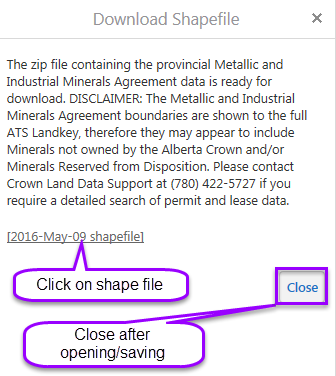 Download Shapefile
The zip file containing the provincial Metallic and
Industrial Minerals Agreement data is ready for
download. DISCLAIMER: The Metallic and Industrial
Minerals Agreement boundaries are shown to the full
ATS Landkey, therefore they may appear to include
Minerals not owned by the Alberta Crown and/or
Minerals Reserved from Disposition. Please contact
Crown Land Data Support at (780) 422-5727 if you
require a detailed search of permit and lease data.
[2016-May-09 shapefile]
Click on shape file
Close
Close after
opening/saving